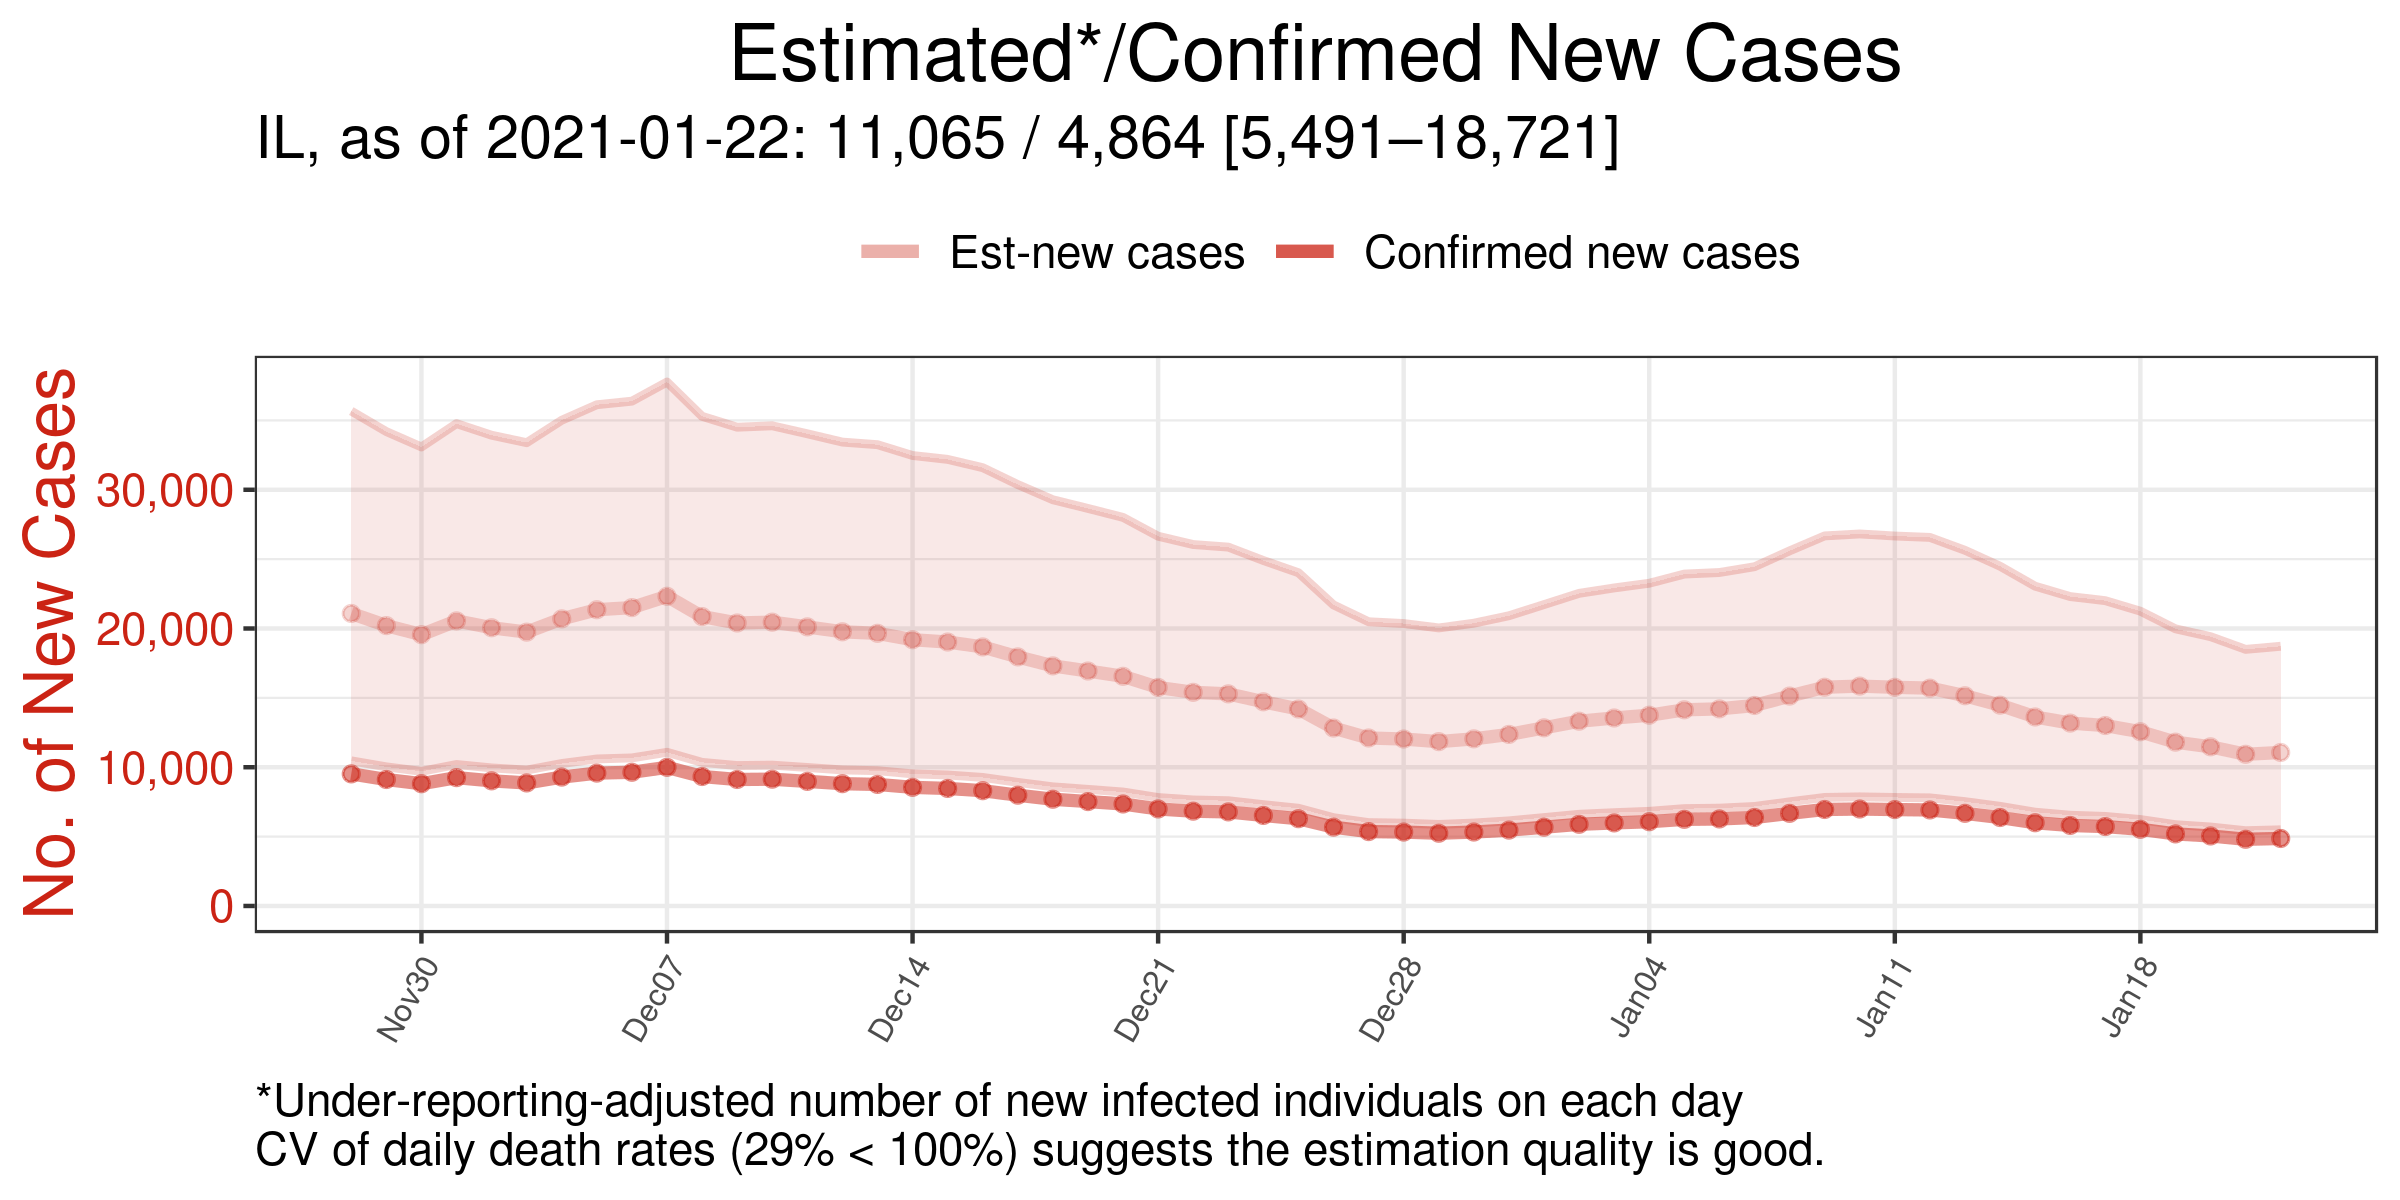 Estimated*/Confirmed New Cases
IL, as of 2021-01-22: 11,065 / 4,864 [5,491–18,721]
Est-new cases
Confirmed new cases
No. of New Cases
30,000
20,000
10,000
0
Nov30
Dec07
Dec14
Dec21
Dec28
Jan04
Jan11
Jan18
*Under-reporting-adjusted number of new infected individuals on each day
CV of daily death rates (29% < 100%) suggests the estimation quality is good.